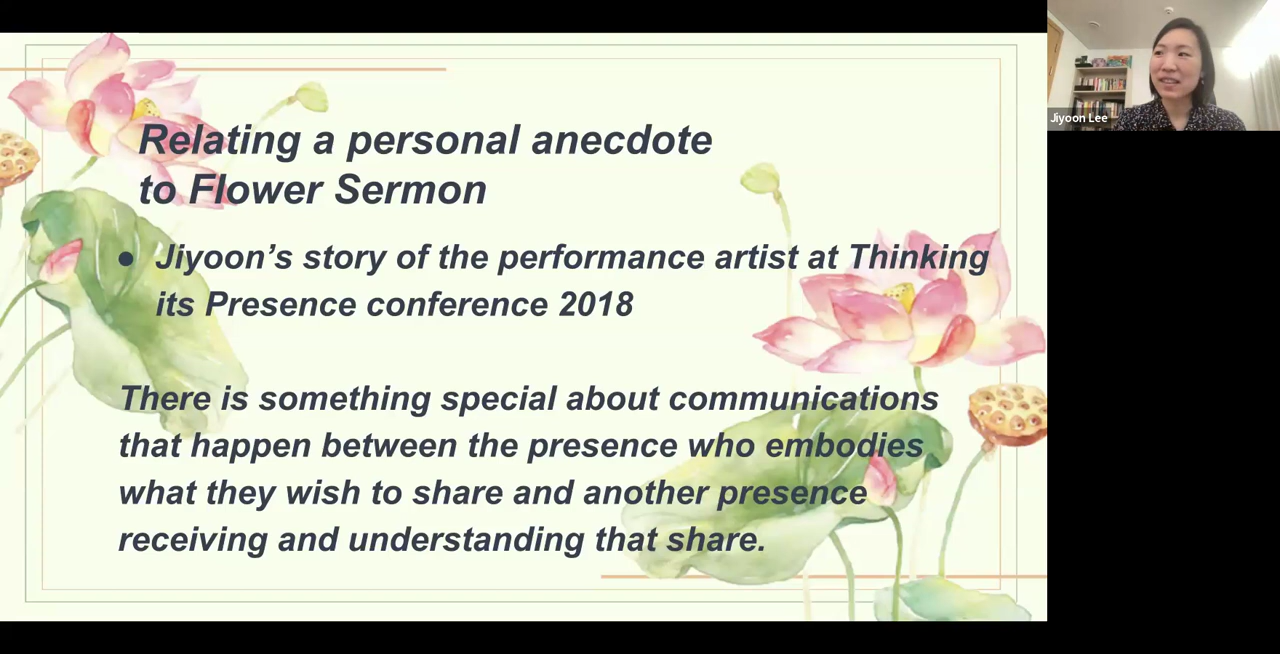 Relating a personal anecdote
to Flower Sermon
● Jiyoon’s story of the performance artist at Thinking
its Presence conference 2018
There is something special about communications
that happen between the presence who embodies
what they wish to share and another presence
receiving and understanding that share.
Jiyoon Lee